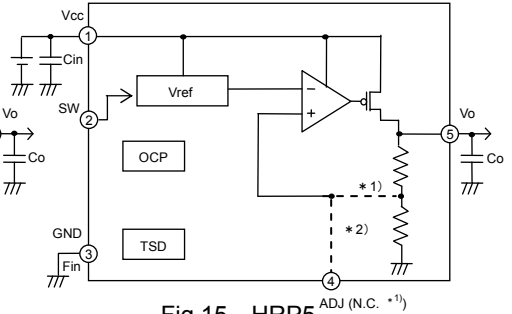 Vcc
1
Cin
Vref
SW
2
Vo
Co
OCP
＊1)
＊2)
5
Vo
Co
GND
3
Fin
TSD
4
ADJ (N.C. *1))
Fig.15 HRP5